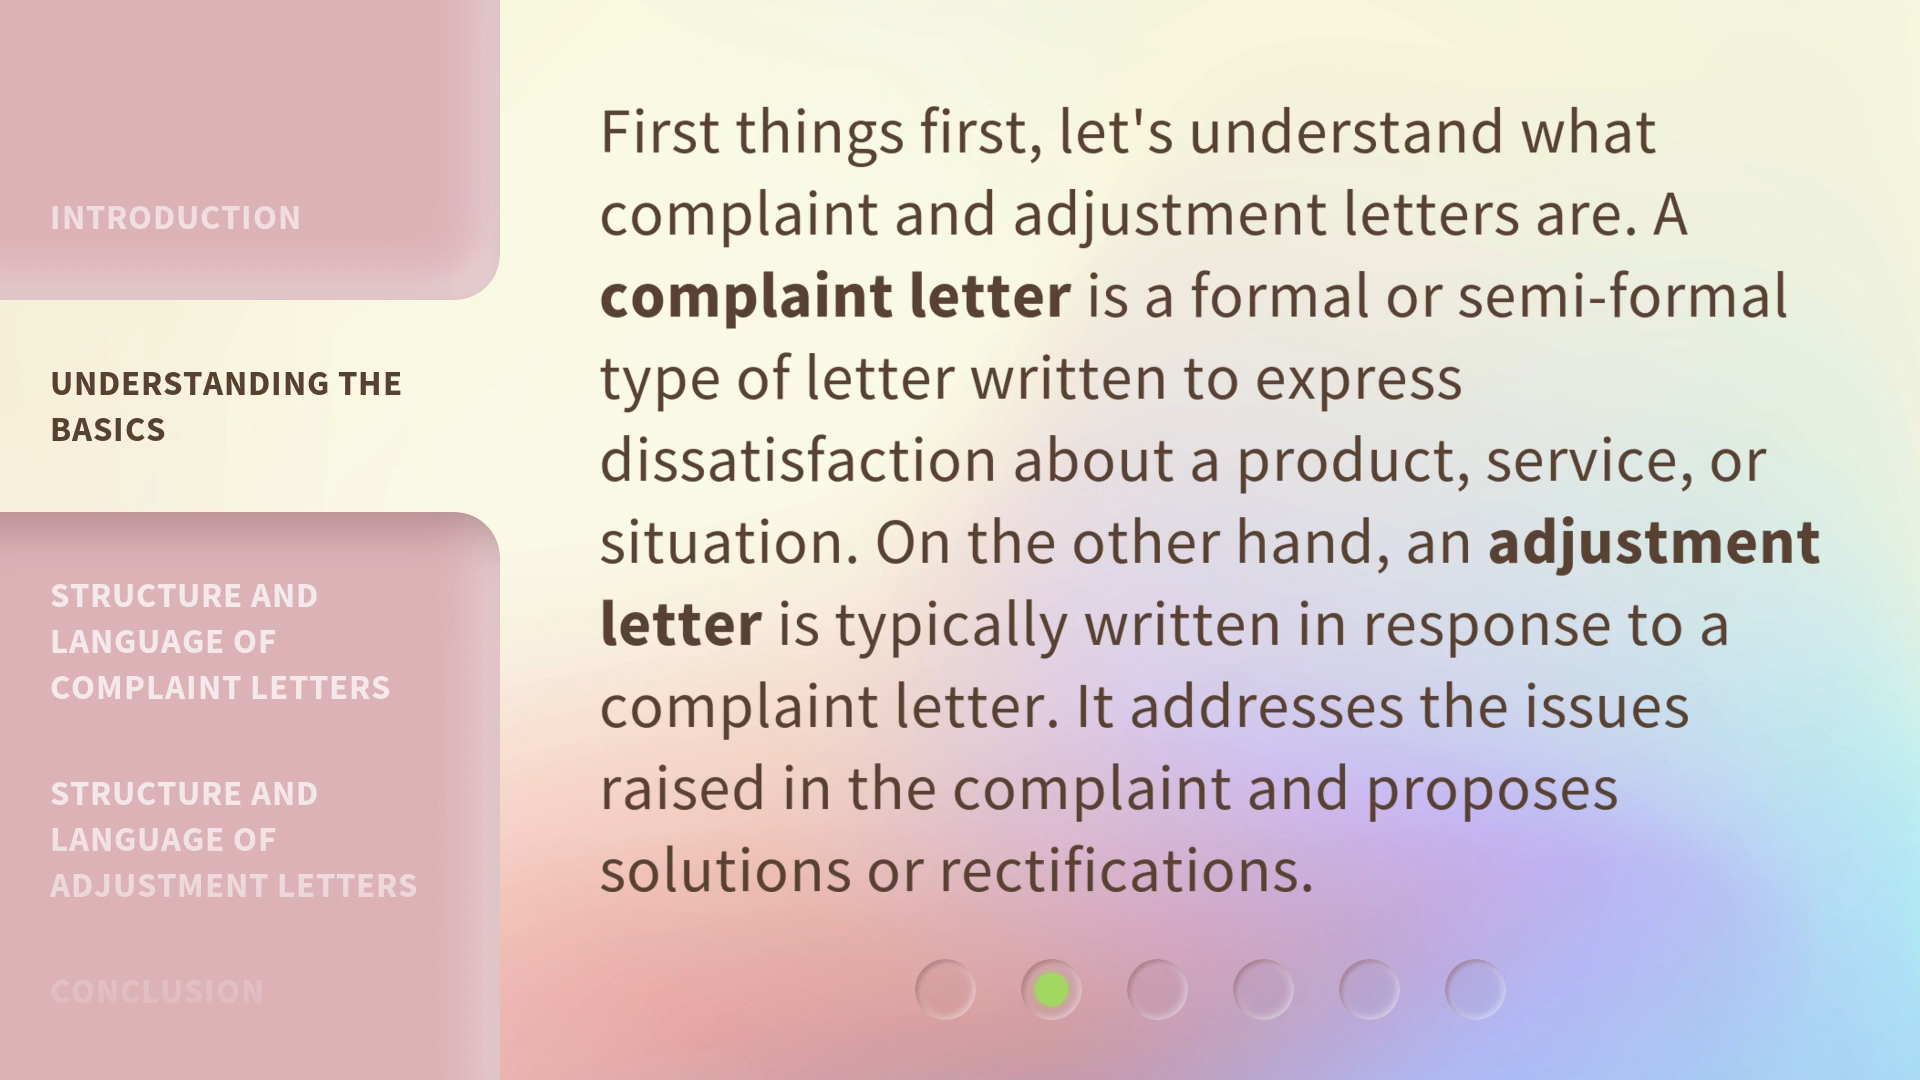 INTRODUCTION
UNDERSTANDING THE
BASICS
STRUCTURE AND
LANGUAGE OF
COMPLAINT LETTERS
STRUCTURE AND
LANGUAGE OF
ADJUSTMENT LETTERS
CONCLUSION
First things first, let's understand what
complaint and adjustment letters are. A
complaint letter is a formal or semi-formal
type of letter written to express
dissatisfaction about a product, service, or
situation. On the other hand, an adjustment
letter is typically written in response to a
complaint letter. It addresses the issues
raised in the complaint and proposes
solutions or rectifications.